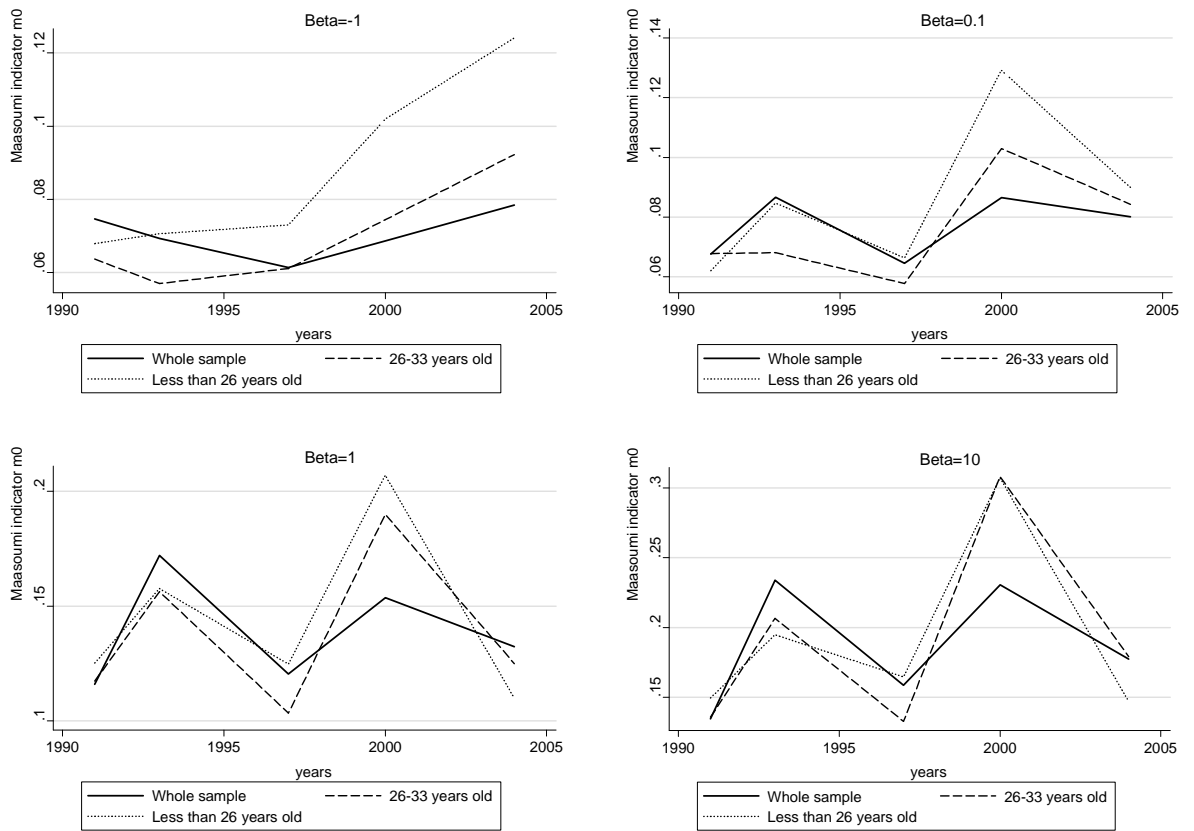 Beta=-1
Maasoumi indicator m0
.12
.1
.08
.06
1990 1995 2000 2005
years
Whole sample 26-33 years old
Less than 26 years old
Beta=0.1
Maasoumi indicator m0
.14
.12
.1
.08
.06
1990 1995 2000 2005
years
Whole sample 26-33 years old
Less than 26 years old
Beta=1
Maasoumi indicator m0
.2
.15
.1
1990 1995 2000 2005
years
Whole sample 26-33 years old
Less than 26 years old
Beta=10
Maasoumi indicator m0
.3
.25
.2
.15
1990 1995 2000 2005
years
Whole sample 26-33 years old
Less than 26 years old